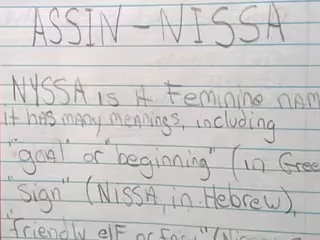 ASSIN - NISSA
NYSSA is A Feminine NAM
it HAS MANY MeANiNgs, iNcludiNg
"goAl" or "begiNNiNg" (iN Gree
"SigN" (NISSA, iN Hebrew),
"FrieNdly elF or